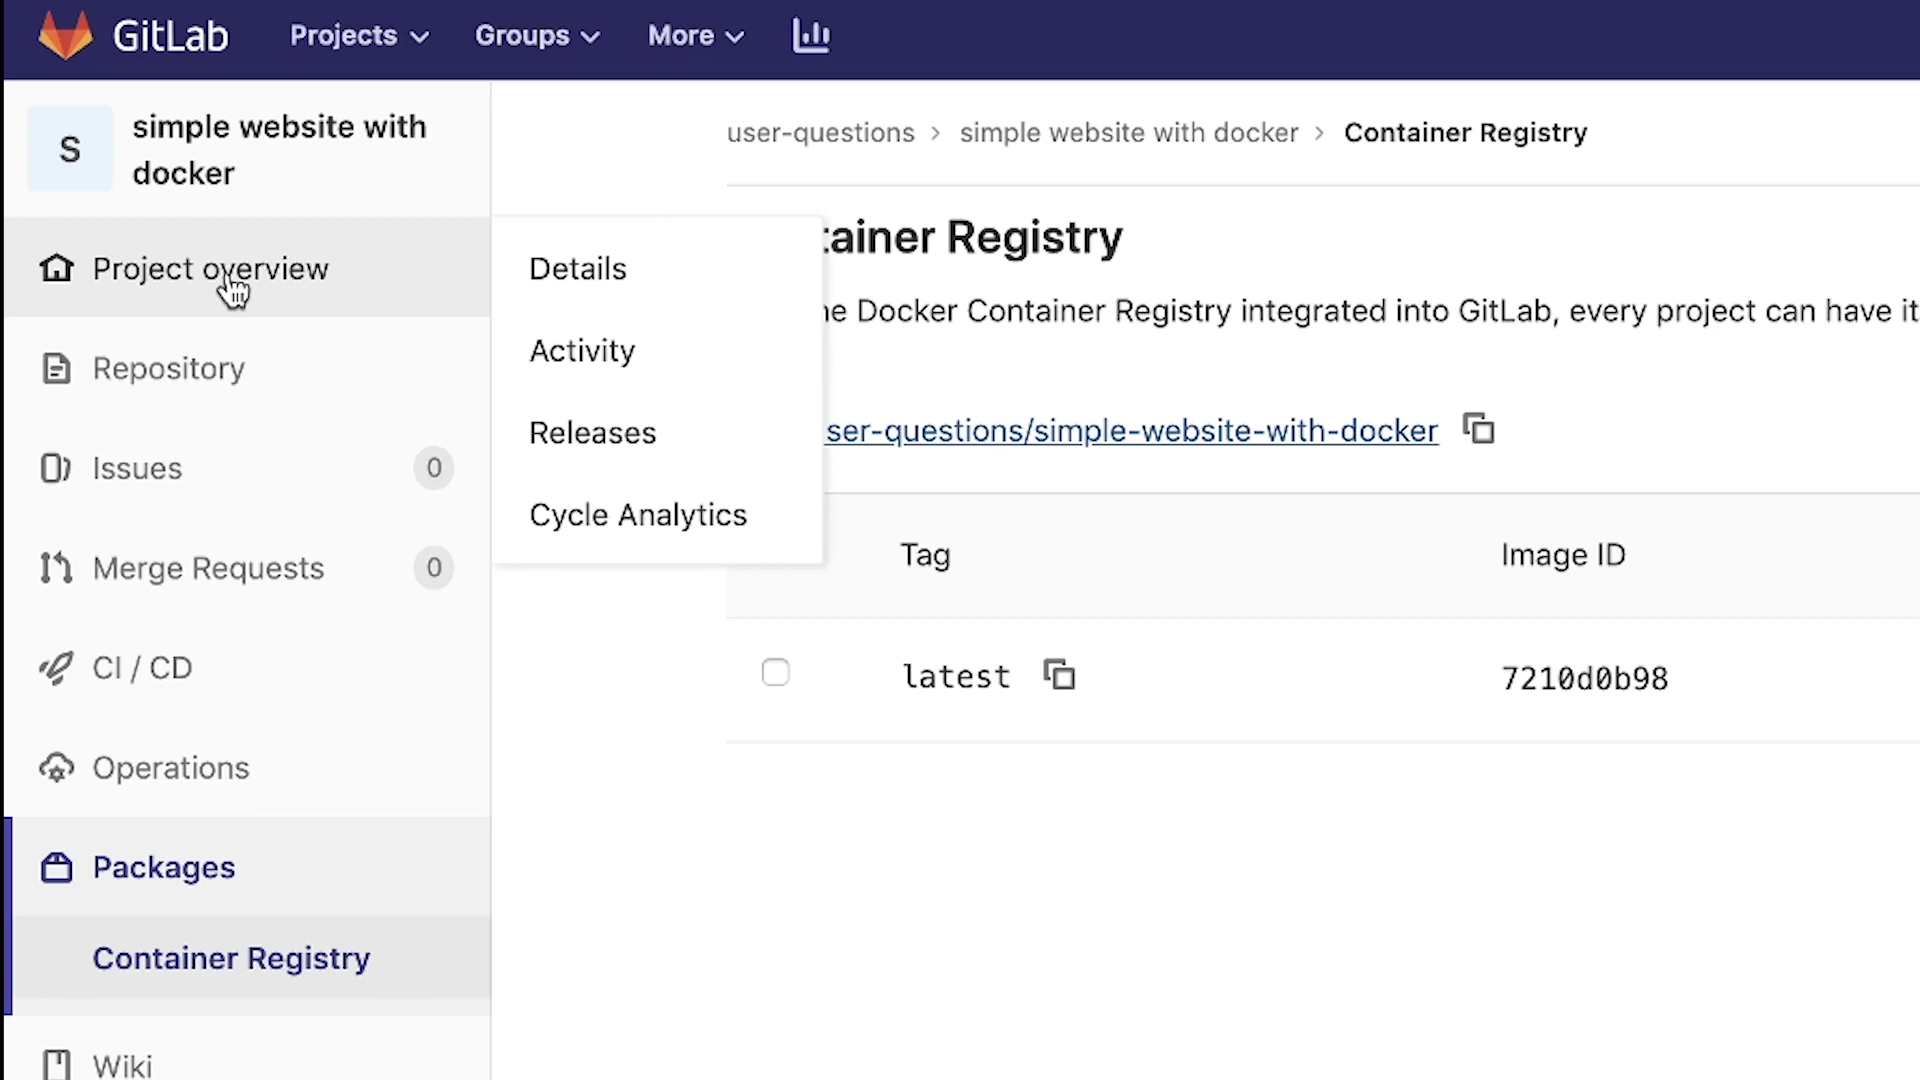 GitLab Projects Groups More
S
simple website with
docker
user-questions > simple website with docker > Container Registry
Project overview
Repository
Issues 0
Merge Requests 0
CI / CD
Operations
Packages
Container Registry
Wiki
Details
Activity
Releases
Cycle Analytics
tainer Registry
he Docker Container Registry integrated into GitLab, every project can have it
ser-questions/simple-website-with-docker
Tag Image ID
latest 7210d0b98